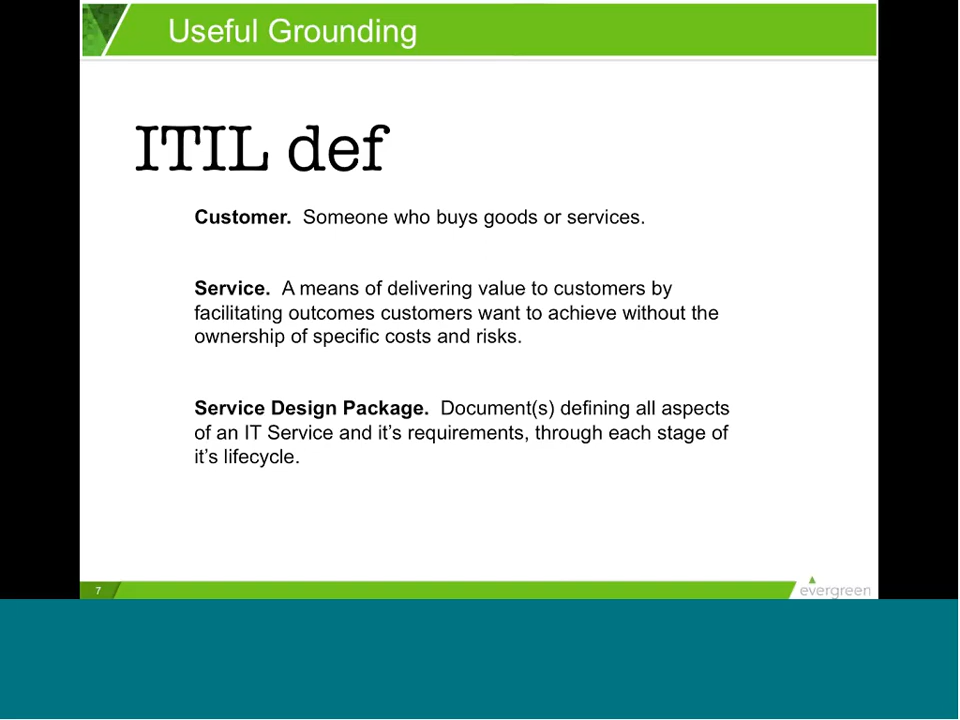 Useful Grounding
ITIL def
Customer.  Someone who buys goods or services.
Service.  A means of delivering value to customers by
facilitating outcomes customers want to achieve without the
ownership of specific costs and risks.
Service Design Package.  Document(s) defining all aspects
of an IT Service and it's requirements, through each stage of
it's lifecycle.
7
evergreen